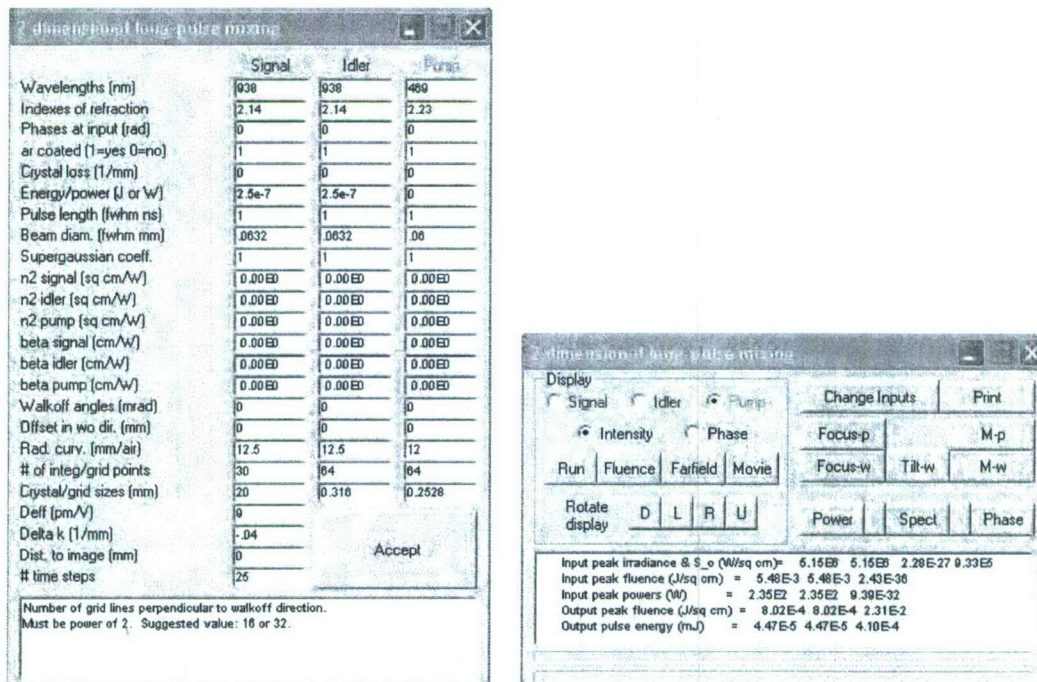 2 dimensional long-pulse mixing
Signal Idler Pump
Wavelengths (nm) 938 938 469
Indexes of refraction 2.14 2.14 2.23
Phases at input (rad) 0 0 0
ar coated (1=yes 0=no) 1 1 1
Crystal loss (1/mm) 0 0 0
Energy/power (J or W) 2.5e-7 2.5e-7 0
Pulse length (fwhm ns) 1 1 1
Beam diam. (fwhm mm) .0632 .0632 .06
Supergaussian coeff. 1 1 1
n2 signal (sq cm/W) 0.00E0 0.00E0 0.00E0
n2 idler (sq cm/W) 0.00E0 0.00E0 0.00E0
n2 pump (sq cm/W) 0.00E0 0.00E0 0.00E0
beta signal (cm/W) 0.00E0 0.00E0 0.00E0
beta idler (cm/W) 0.00E0 0.00E0 0.00E0
beta pump (cm/W) 0.00E0 0.00E0 0.00E0
Walkoff angles (mrad) 0 0 0
Offset in wo dir. (mm) 0 0 0
Rad. curv. (mm/air) 12.5 12.5 12
# of integ/grid points 30 64 64
Crystal/grid sizes (mm) 20 0.316 0.2528
Deff (pm/V) 9
Delta k (1/mm) -.04
Dist. to image (mm) 0
# time steps 25
Accept
Number of grid lines perpendicular to walkoff direction.
Must be power of 2. Suggested value: 16 or 32.
2 dimensional long-pulse mixing
Display
Signal Idler Pump
Intensity Phase
Run Fluence Farfield Movie
Rotate display D L R U
Change Inputs Print
Focus-p M-p
Focus-w Tilt-w M-w
Power Spect Phase
Input peak irradiance & S_o (W/sq cm)= 5.15E6 5.15E6 2.28E-27 9.33E5
Input peak fluence (J/sq cm) = 5.48E-3 5.48E-3 2.43E-36
Input peak powers (W) = 2.35E2 2.35E2 9.39E-32
Output peak fluence (J/sq cm) = 8.02E-4 8.02E-4 2.31E-2
Output pulse energy (mJ) = 4.47E-5 4.47E-5 4.10E-4